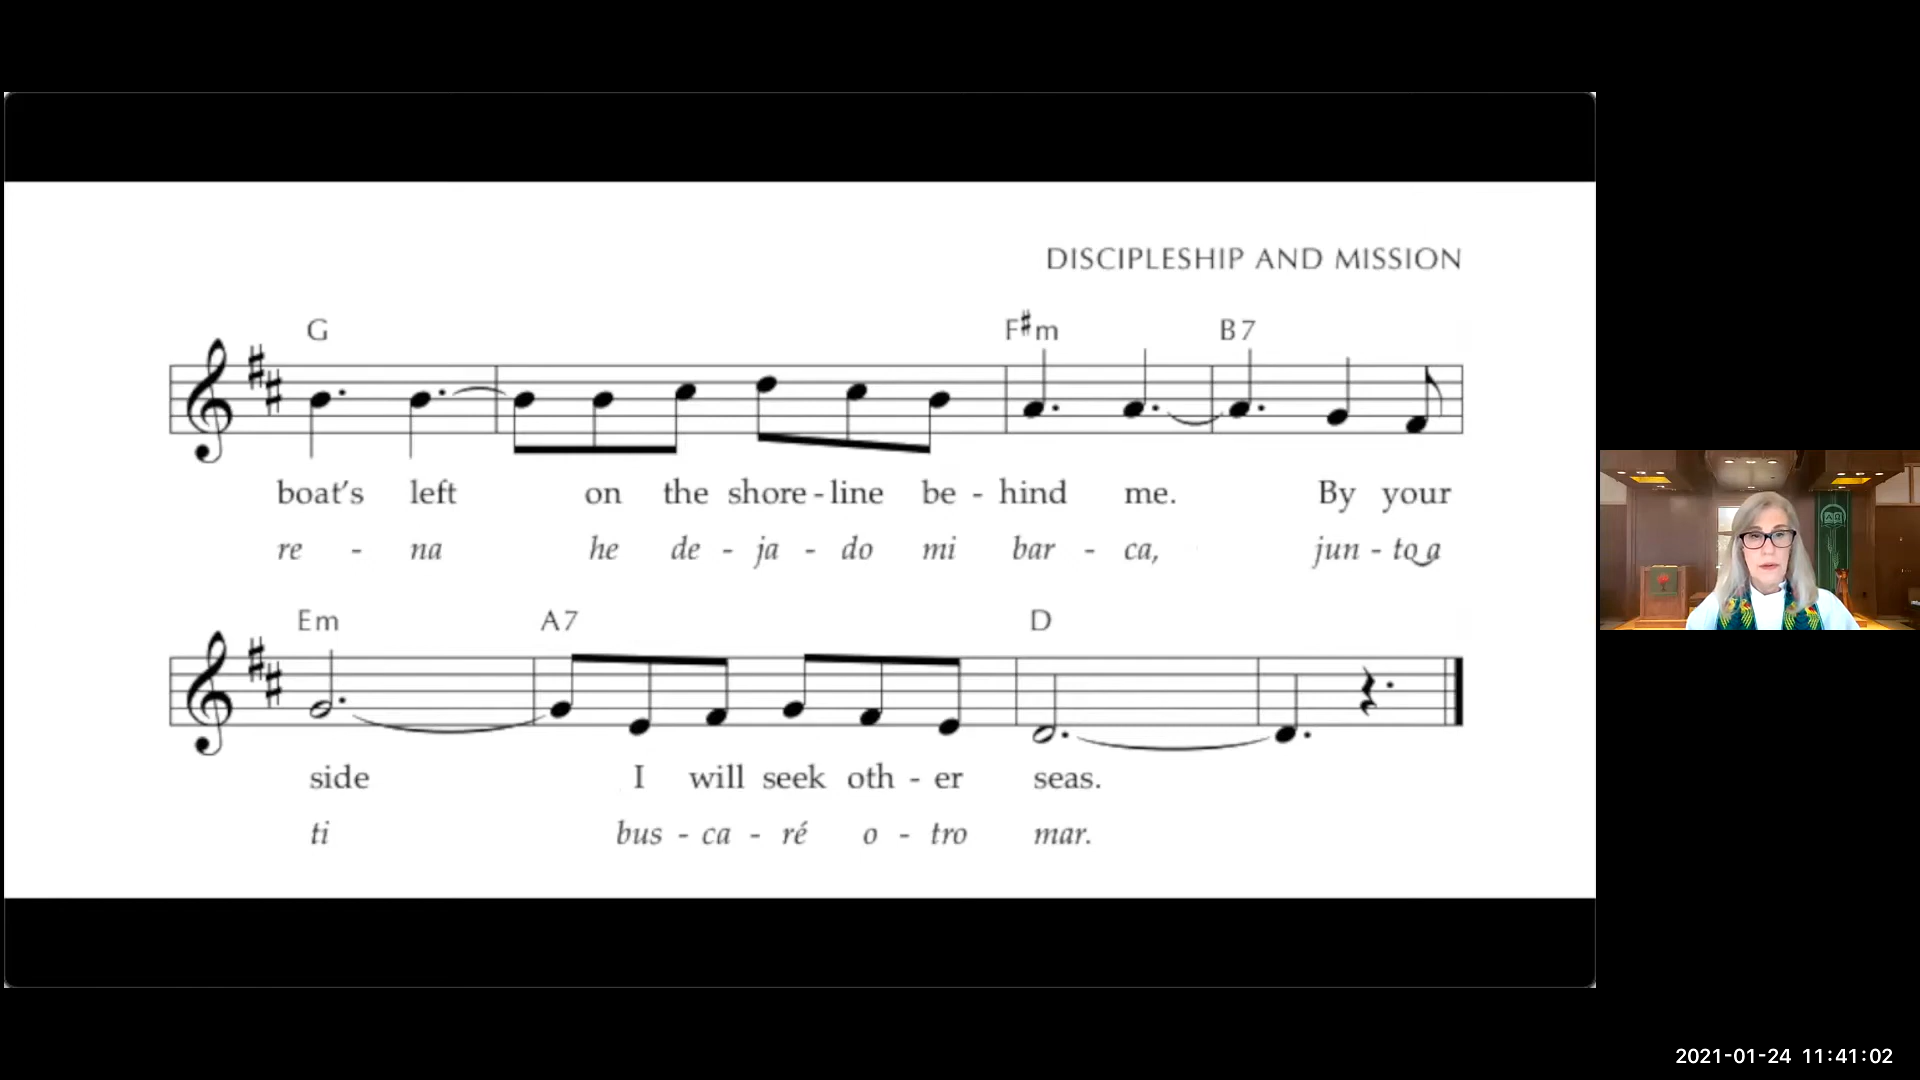 DISCIPLESHIP AND MISSION
G F♯m B7
boat's left on the shore - line be - hind me. By your
re - na he de - ja - do mi bar - ca, jun - to a
Em A7 D
side I will seek oth - er seas.
ti bus - ca - ré o - tro mar.
2021-01-24 11:41:02